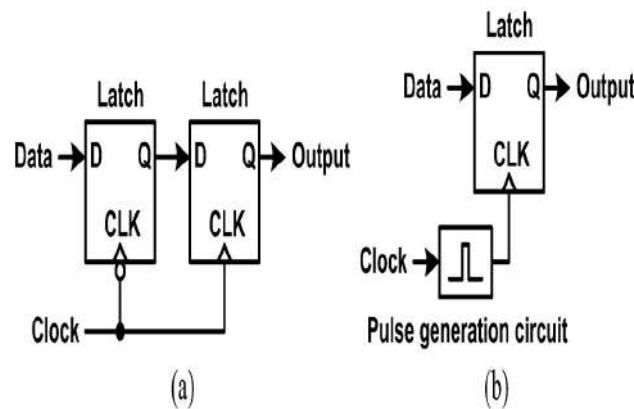 Latch Latch
Data D Q D Q Output
CLK CLK
Clock
(a)
Latch
Data D Q Output
CLK
Clock
Pulse generation circuit
(b)